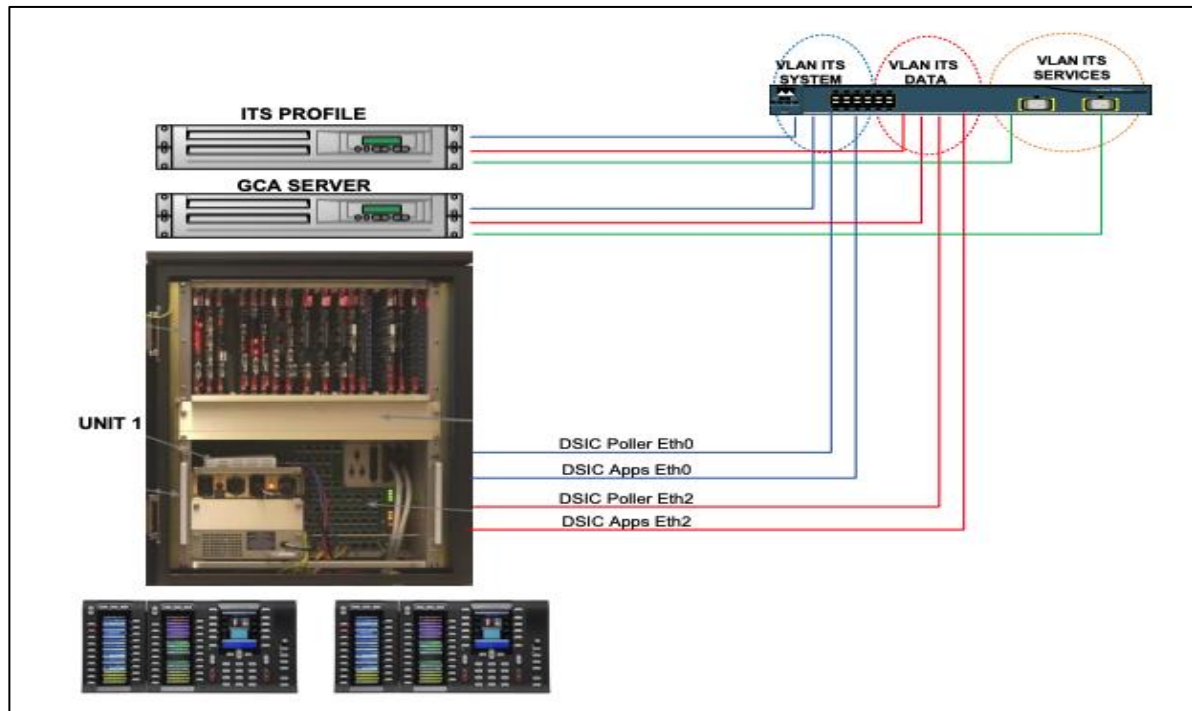 VLAN ITS
SYSTEM
VLAN ITS
DATA
VLAN ITS
SERVICES
ITS PROFILE
GCA SERVER
UNIT 1
DSIC Poller Eth0
DSIC Apps Eth0
DSIC Poller Eth2
DSIC Apps Eth2